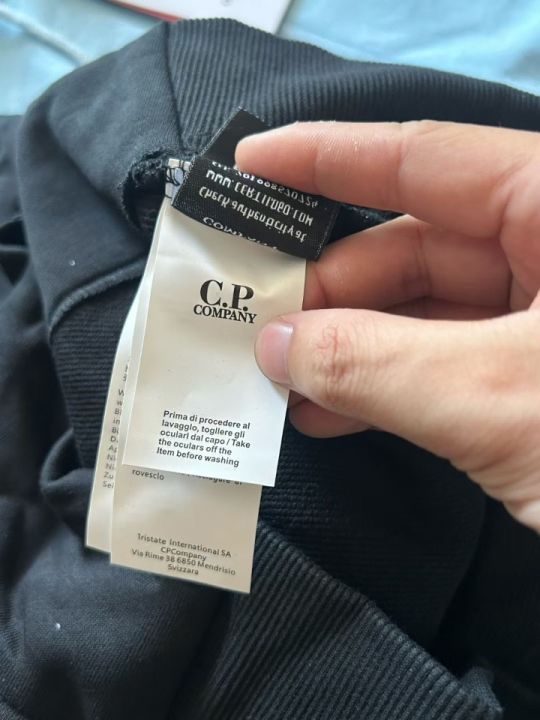 check authenticity at
WWW.CERTILOGO.COM
C.P.
COMPANY
Prima di procedere al
lavaggio, togliere gli
oculari dal capo / Take
the oculars off the
Item before washing
rovescio
Tristate International SA
CPCompany
Via Rime 38 6850 Mendrisio
Svizzara